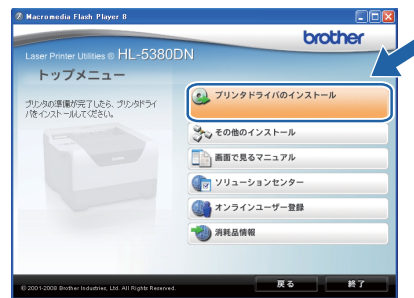 Macromedia Flash Player 8
brother
Laser Printer Utilities © HL-5380DN
トップメニュー
プリンタの準備が完了したら、プリンタドライ
バをインストールしてください。
プリンタドライバのインストール
その他のインストール
画面で見るマニュアル
ソリューションセンター
オンラインユーザー登録
消耗品情報
© 2001-2008 Brother Industries, Ltd. All Rights Reserved.
戻る
終了